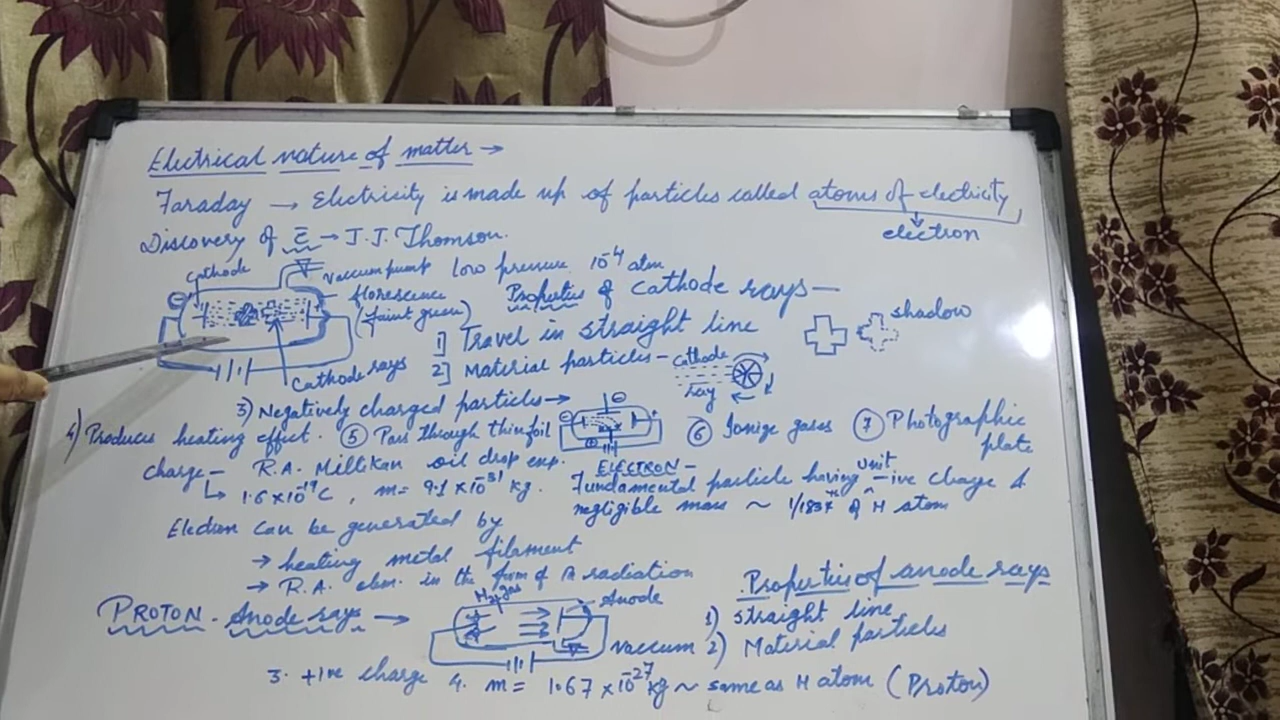 Electrical nature of matter →
Faraday → Electricity is made up of particles called atoms of electricity
electron
Discovery of ē → J.J. Thomson.
Cathode
Vaccum pump low pressure 10⁻⁴ atm
florescence
(faint green)
Cathode rays
Properties of cathode rays —
1] Travel in straight line
shadow
2] Material particles - Cathode
Ray
3) Negatively charged particles →
4) Produces heating effect. ⑤ Pass through thin foil ⑥ Ionize gases ⑦ Photographic
plate
charge - R.A. Millikan oil drop exp.
↳ 1.6×10⁻¹⁹C, m = 9.1×10⁻³¹ kg.
ELECTRON -
Fundamental particle having unit -ive charge &
negligible mass ~ 1/1837th of H atom
Electron can be generated by
→ heating metal filament
→ R.A. elem. in the form of β radiation
PROTON - Anode rays →
H₂ gas
Anode
Vaccum
Properties of anode rays
1) straight line
2) Material particles
3. +ive charge 4. m = 1.67×10⁻²⁷kg ~ same as H atom (Proton)